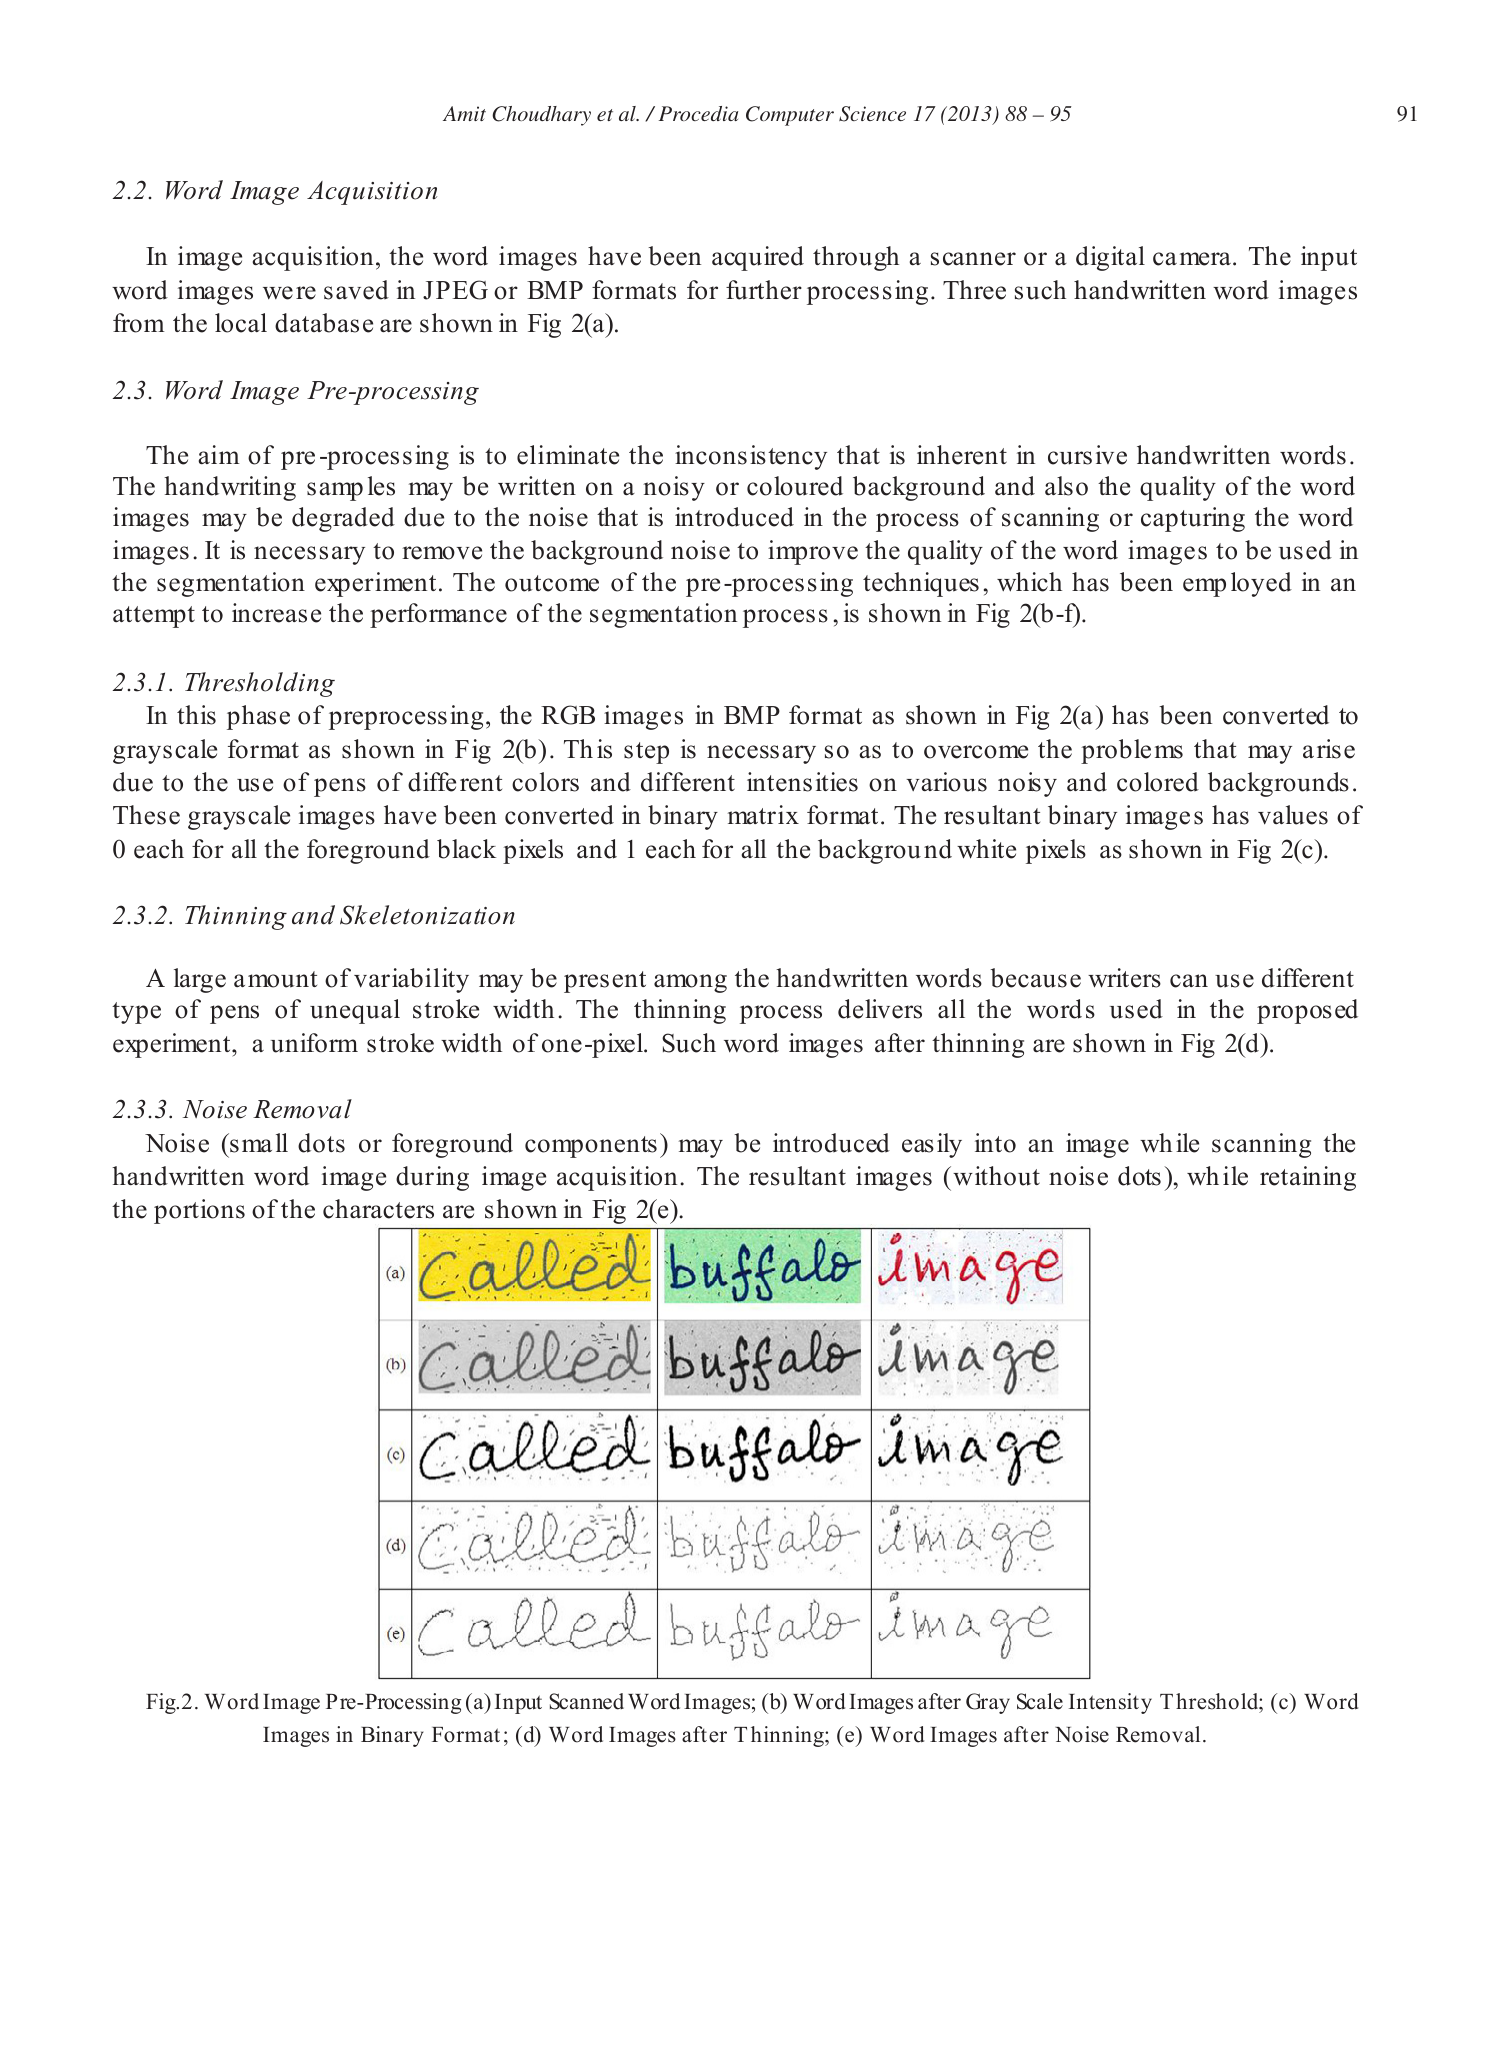 Amit Choudhary et al. / Procedia Computer Science 17 (2013) 88 – 95 91
2.2. Word Image Acquisition
In image acquisition, the word images have been acquired through a scanner or a digital camera. The input
word images were saved in JPEG or BMP formats for further processing. Three such handwritten word images
from the local database are shown in Fig 2(a).
2.3. Word Image Pre-processing
The aim of pre-processing is to eliminate the inconsistency that is inherent in cursive handwritten words.
The handwriting samples may be written on a noisy or coloured background and also the quality of the word
images may be degraded due to the noise that is introduced in the process of scanning or capturing the word
images. It is necessary to remove the background noise to improve the quality of the word images to be used in
the segmentation experiment. The outcome of the pre-processing techniques, which has been employed in an
attempt to increase the performance of the segmentation process, is shown in Fig 2(b-f).
2.3.1. Thresholding
In this phase of preprocessing, the RGB images in BMP format as shown in Fig 2(a) has been converted to
grayscale format as shown in Fig 2(b). This step is necessary so as to overcome the problems that may arise
due to the use of pens of different colors and different intensities on various noisy and colored backgrounds.
These grayscale images have been converted in binary matrix format. The resultant binary images has values of
0 each for all the foreground black pixels and 1 each for all the background white pixels as shown in Fig 2(c).
2.3.2. Thinning and Skeletonization
A large amount of variability may be present among the handwritten words because writers can use different
type of pens of unequal stroke width. The thinning process delivers all the words used in the proposed
experiment, a uniform stroke width of one-pixel. Such word images after thinning are shown in Fig 2(d).
2.3.3. Noise Removal
Noise (small dots or foreground components) may be introduced easily into an image while scanning the
handwritten word image during image acquisition. The resultant images (without noise dots), while retaining
the portions of the characters are shown in Fig 2(e).
(a) Called buffalo image
(b) Called buffalo image
(c) Called buffalo image
(d) Called buffalo image
(e) Called buffalo image
Fig.2. Word Image Pre-Processing (a) Input Scanned Word Images; (b) Word Images after Gray Scale Intensity Threshold; (c) Word
Images in Binary Format; (d) Word Images after Thinning; (e) Word Images after Noise Removal.